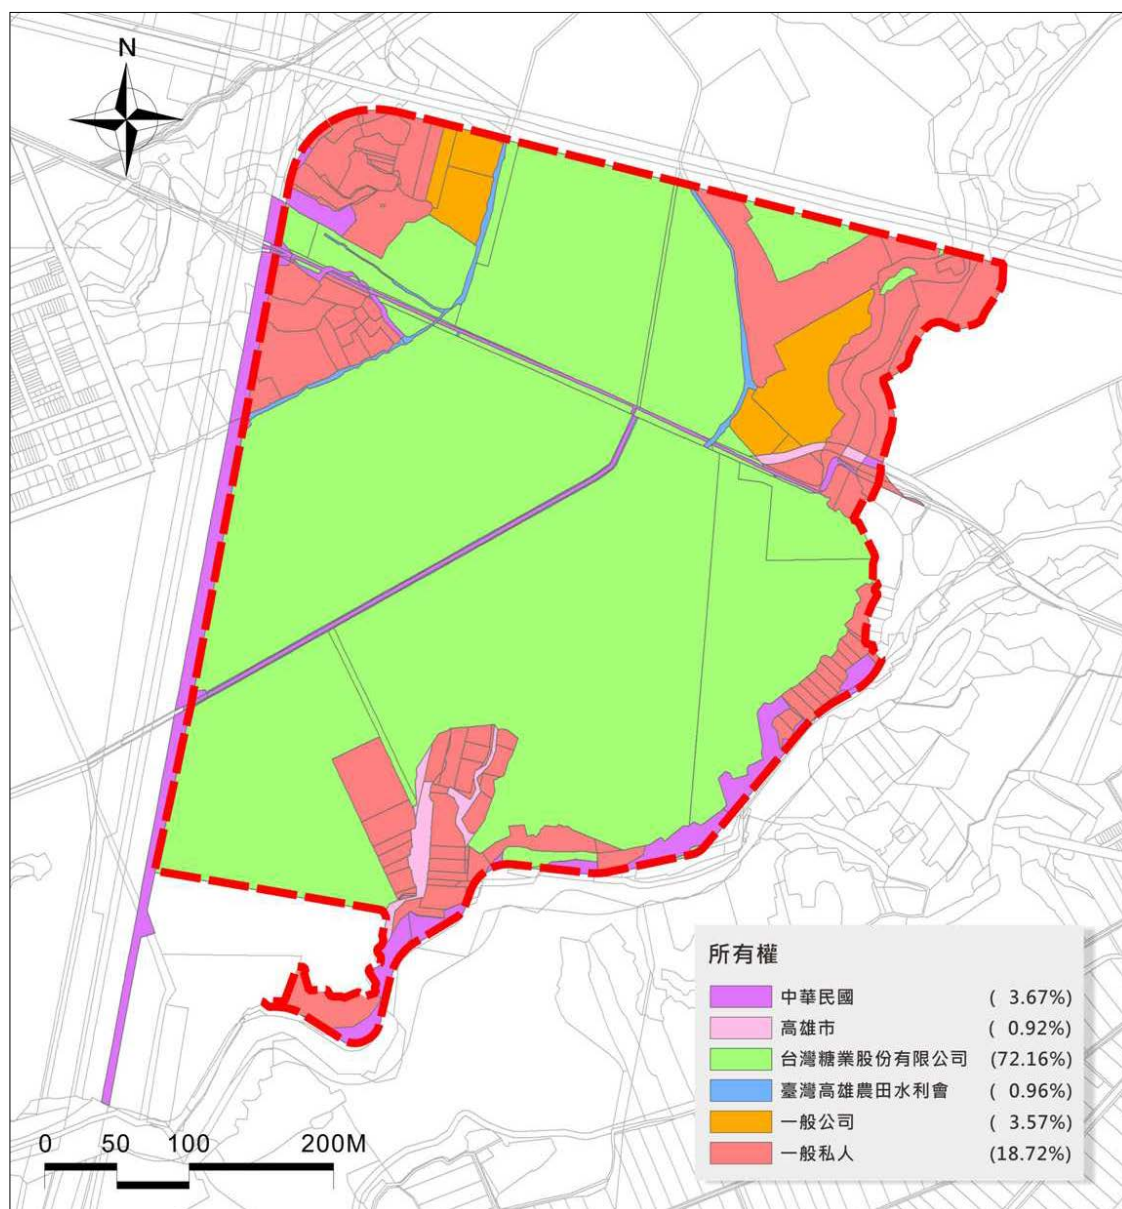 N
所有權
中華民國 ( 3.67%)
高雄市 ( 0.92%)
台灣糖業股份有限公司 (72.16%)
臺灣高雄農田水利會 ( 0.96%)
一般公司 ( 3.57%)
一般私人 (18.72%)
0 50 100 200M